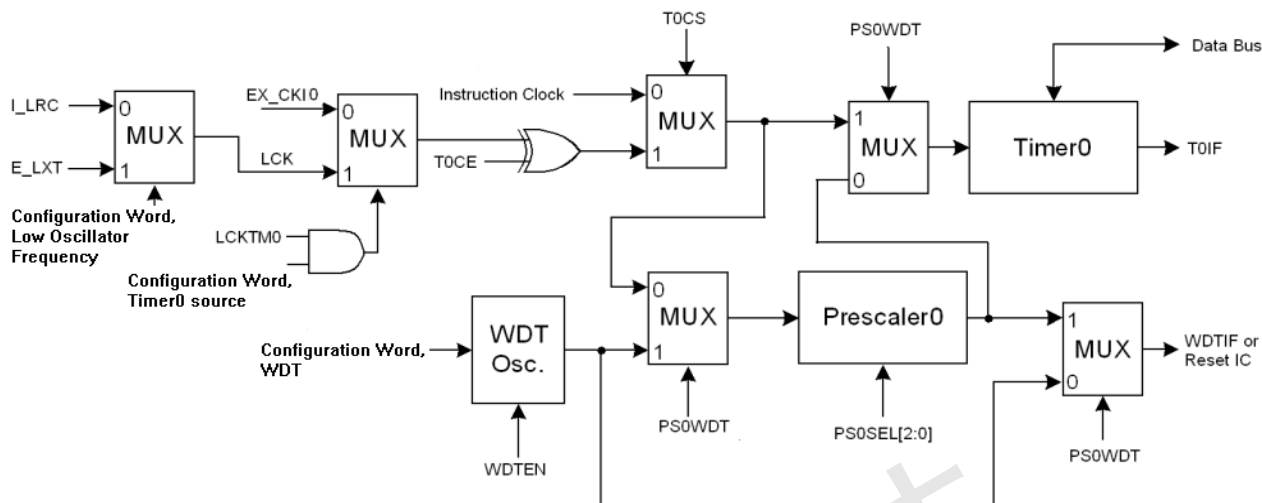 T0CS
PS0WDT
Data Bus
I_LRC
0
MUX
E_LXT
1
EX_CKI0
0
MUX
LCK
1
Instruction Clock
0
MUX
1
T0CE
1
MUX
0
Timer0
T0IF
Configuration Word,
Low Oscillator
Frequency
LCKTM0
Configuration Word,
Timer0 source
Configuration Word,
WDT
WDT
Osc.
0
MUX
1
Prescaler0
1
MUX
0
WDTIF or
Reset IC
WDTEN
PS0WDT
PS0SEL[2:0]
PS0WDT